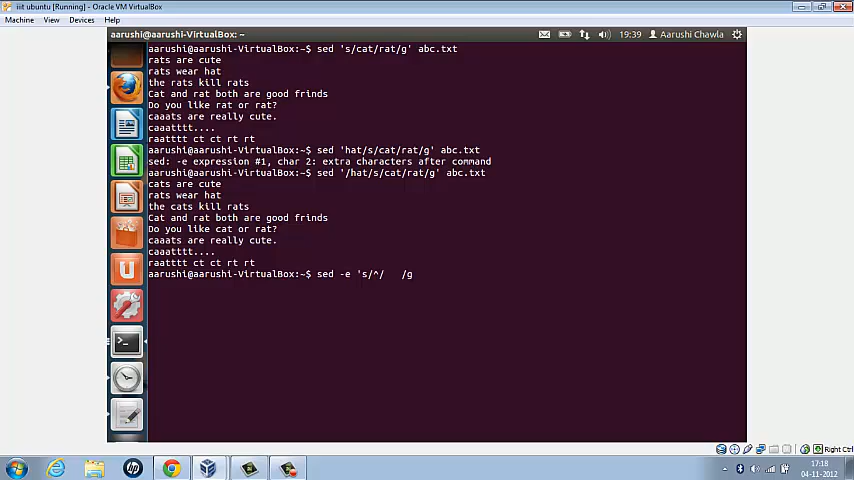 iiit ubuntu [Running] - Oracle VM VirtualBox
Machine View Devices Help
aarushi@aarushi-VirtualBox: ~
19:39 Aarushi Chawla
aarushi@aarushi-VirtualBox:~$ sed 's/cat/rat/g' abc.txt
rats are cute
rats wear hat
the rats kill rats
Cat and rat both are good frinds
Do you like rat or rat?
caaats are really cute.
caaatttt....
raatttt ct ct rt rt
aarushi@aarushi-VirtualBox:~$ sed 'hat/s/cat/rat/g' abc.txt
sed: -e expression #1, char 2: extra characters after command
aarushi@aarushi-VirtualBox:~$ sed '/hat/s/cat/rat/g' abc.txt
cats are cute
rats wear hat
the cats kill rats
Cat and rat both are good frinds
Do you like cat or rat?
caaats are really cute.
caaatttt....
raatttt ct ct rt rt
aarushi@aarushi-VirtualBox:~$ sed -e 's/^/   /g
Right Ctrl
17:18
04-11-2012